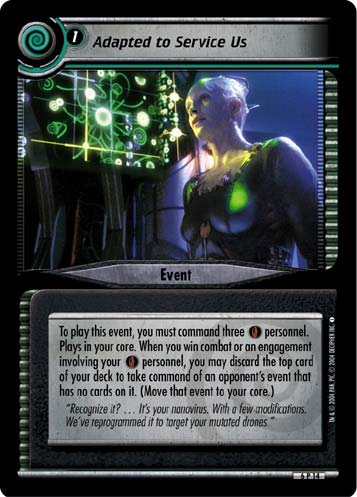 1 Adapted to Service Us
Event
To play this event, you must command three personnel.
Plays in your core. When you win combat or an engagement
involving your personnel, you may discard the top card
of your deck to take command of an opponent's event that
has no cards on it. (Move that event to your core.)
"Recognize it? . . . It's your nanovirus. With a few modifications.
We've reprogrammed it to target your mutated drones."
TM & © 2004 PAR. PIC. © 2004 DECIPHER INC.
6 P 14